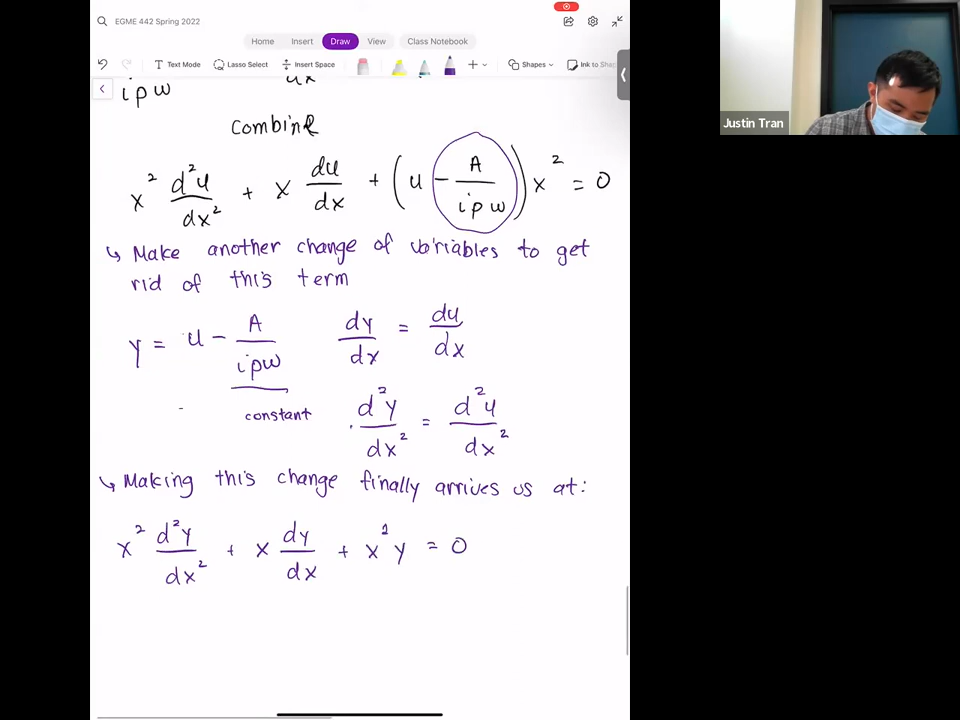 EGME 442 Spring 2022
Home Insert Draw View Class Notebook
Text Mode Lasso Select Insert Space Shapes Ink to Shap
i ρ ω
combine
x² d²u/dx² + x du/dx + (u - A/iρω) x² = 0
↳ Make another change of variables to get
rid of this term
y = u - A/iρω dy/dx = du/dx
constant d²y/dx² = d²u/dx²
↳ Making this change finally arrives us at:
x² d²y/dx² + x dy/dx + x²y = 0
Justin Tran